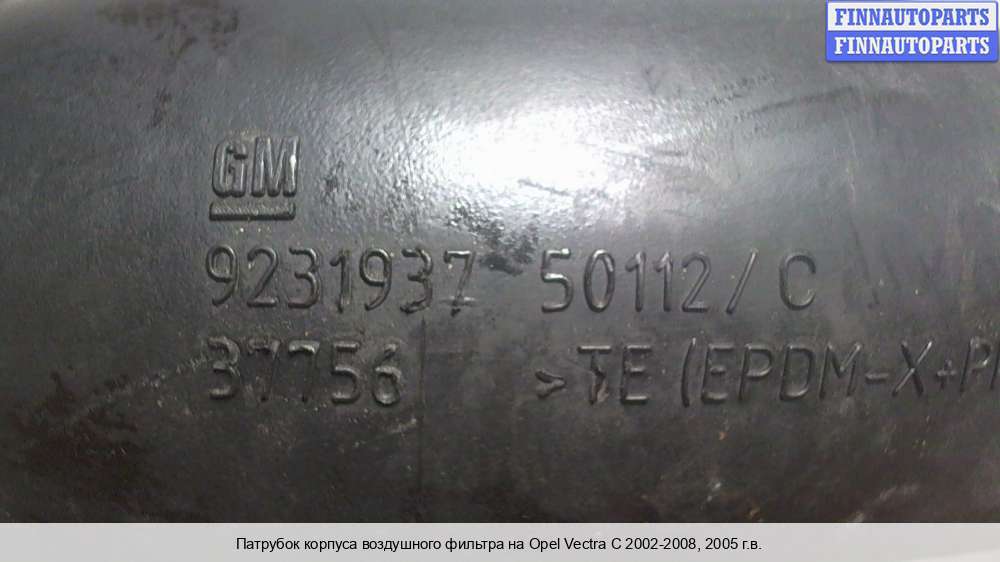 FINNAUTOPARTS
FINNAUTOPARTS
GM
9231937 50112/C
37756 >TE (EPDM-X+P
Патрубок корпуса воздушного фильтра на Opel Vectra C 2002-2008, 2005 г.в.